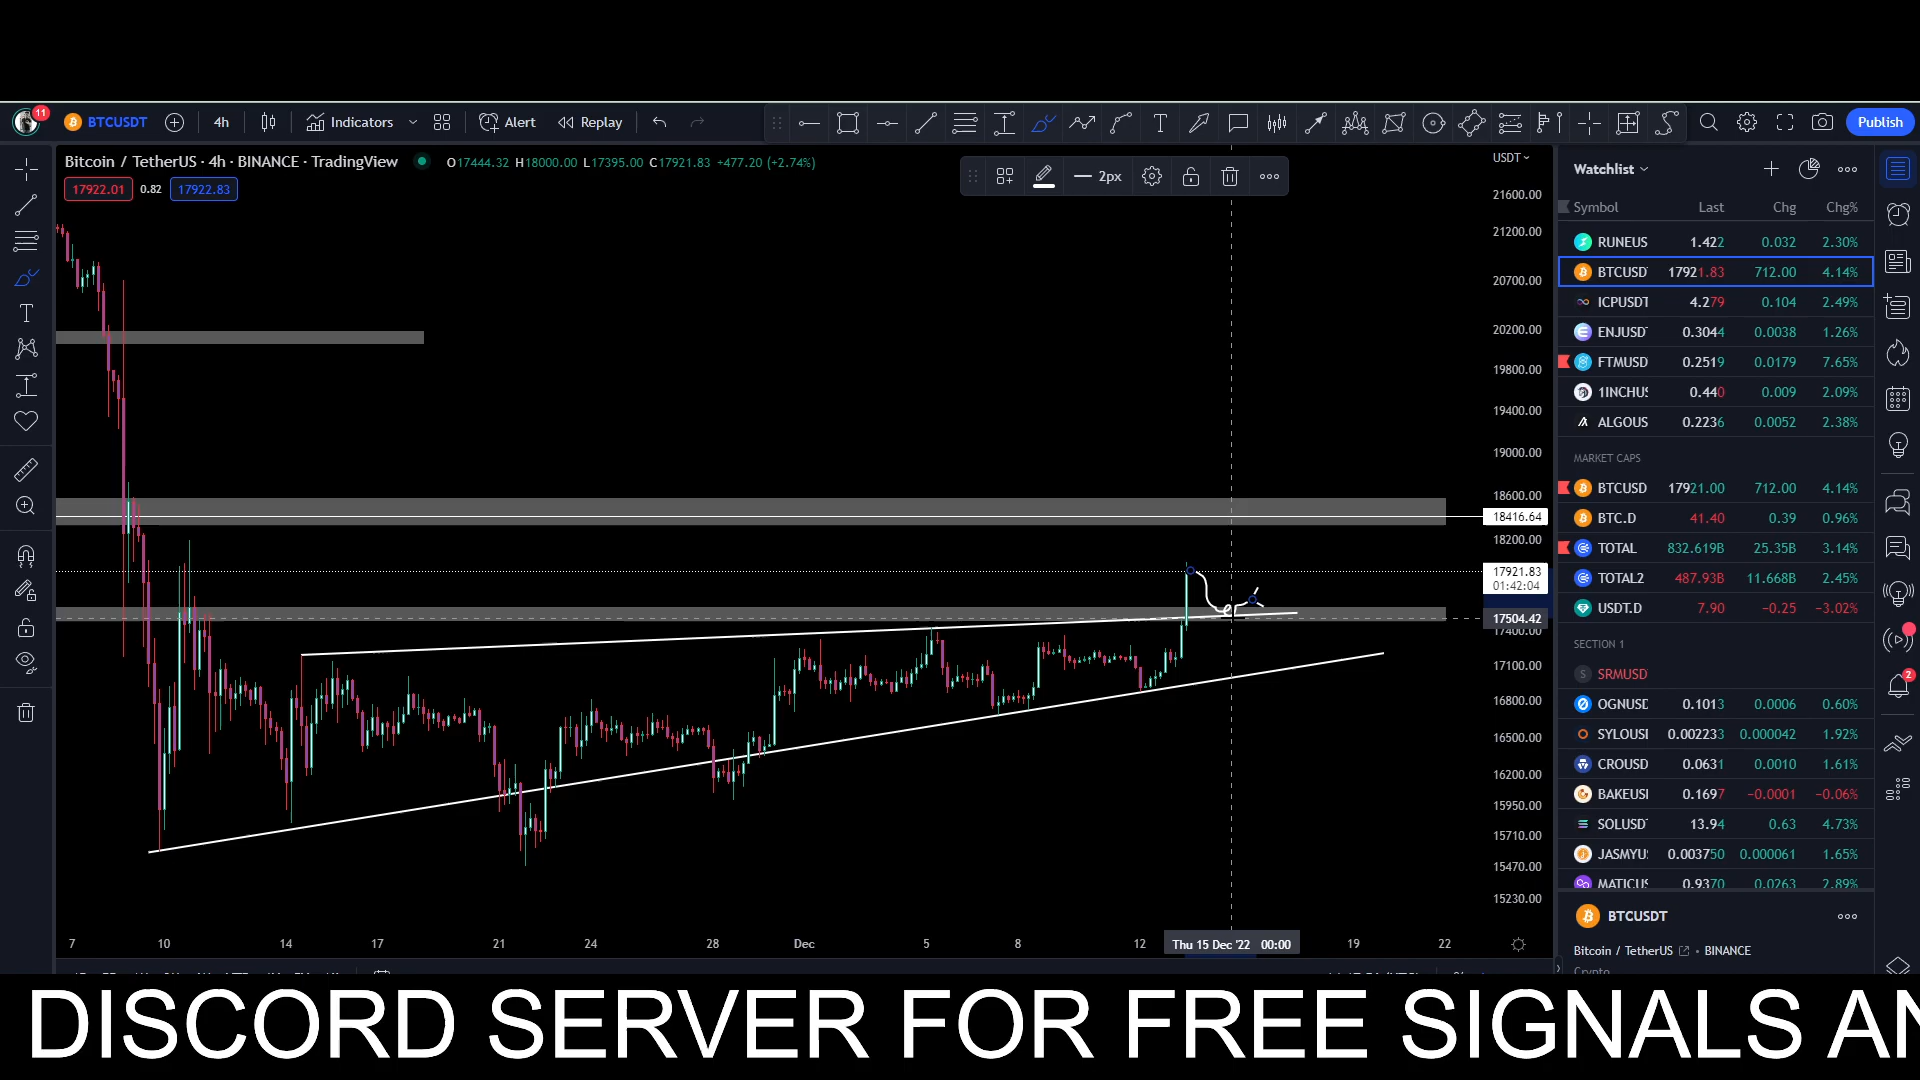 11
BTCUSDT
4h
Indicators
Alert
Replay
Publish
Bitcoin / TetherUS · 4h · BINANCE · TradingView
O17444.32 H18000.00 L17395.00 C17921.83 +477.20 (+2.74%)
17922.01 0.82 17922.83
2px
USDT
21600.00
21200.00
20700.00
20200.00
19800.00
19400.00
19000.00
18600.00
18416.64
18200.00
17921.83
01:42:04
17504.42
17400.00
17100.00
16800.00
16500.00
16200.00
15950.00
15710.00
15470.00
15230.00
7 10 14 17 21 24 28 Dec 5 8 12 Thu 15 Dec '22 00:00 19 22
Watchlist
Symbol Last Chg Chg%
RUNEUS 1.422 0.032 2.30%
BTCUSD 17921.83 712.00 4.14%
ICPUSDT 4.279 0.104 2.49%
ENJUSD 0.3044 0.0038 1.26%
FTMUSD 0.2519 0.0179 7.65%
1INCHUS 0.440 0.009 2.09%
ALGOUS 0.2236 0.0052 2.38%
MARKET CAPS
BTCUSD 17921.00 712.00 4.14%
BTC.D 41.40 0.39 0.96%
TOTAL 832.619B 25.35B 3.14%
TOTAL2 487.93B 11.668B 2.45%
USDT.D 7.90 −0.25 −3.02%
SECTION 1
SRMUSD
OGNUSD 0.1013 0.0006 0.60%
SYLOUSI 0.002233 0.000042 1.92%
CROUSD 0.0631 0.0010 1.61%
BAKEUSI 0.1697 −0.0001 −0.06%
SOLUSD 13.94 0.63 4.73%
JASMYU 0.003750 0.000061 1.65%
MATICUS 0.9370 0.0263 2.89%
2
BTCUSDT
Bitcoin / TetherUS • BINANCE
Crypto
DISCORD SERVER FOR FREE SIGNALS AN